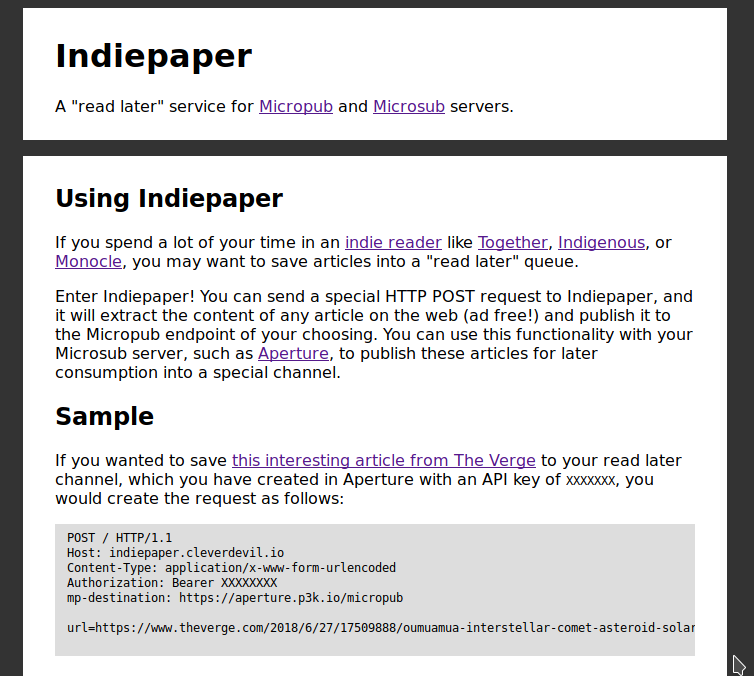 Indiepaper
A "read later" service for Micropub and Microsub servers.
Using Indiepaper
If you spend a lot of your time in an indie reader like Together, Indigenous, or
Monocle, you may want to save articles into a "read later" queue.
Enter Indiepaper! You can send a special HTTP POST request to Indiepaper, and
it will extract the content of any article on the web (ad free!) and publish it to
the Micropub endpoint of your choosing. You can use this functionality with your
Microsub server, such as Aperture, to publish these articles for later
consumption into a special channel.
Sample
If you wanted to save this interesting article from The Verge to your read later
channel, which you have created in Aperture with an API key of XXXXXXX, you
would create the request as follows:
POST / HTTP/1.1
Host: indiepaper.cleverdevil.io
Content-Type: application/x-www-form-urlencoded
Authorization: Bearer XXXXXXXX
mp-destination: https://aperture.p3k.io/micropub
url=https://www.theverge.com/2018/6/27/17509888/oumuamua-interstellar-comet-asteroid-solar